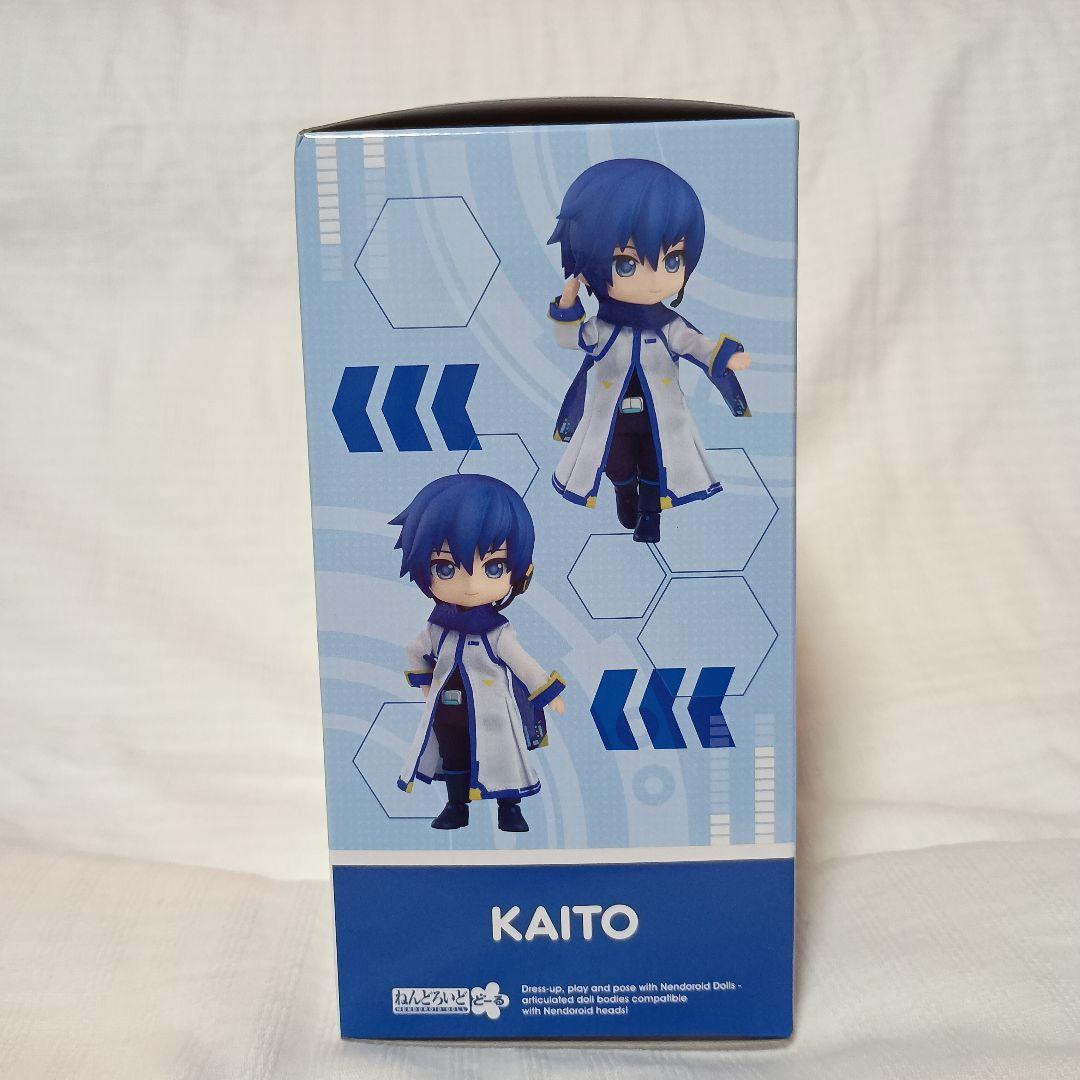 KAITO
ねんどろいど どーる
NENDOROID DOLL
Dress-up, play and pose with Nendoroid Dolls -
articulated doll bodies compatible
with Nendoroid heads!